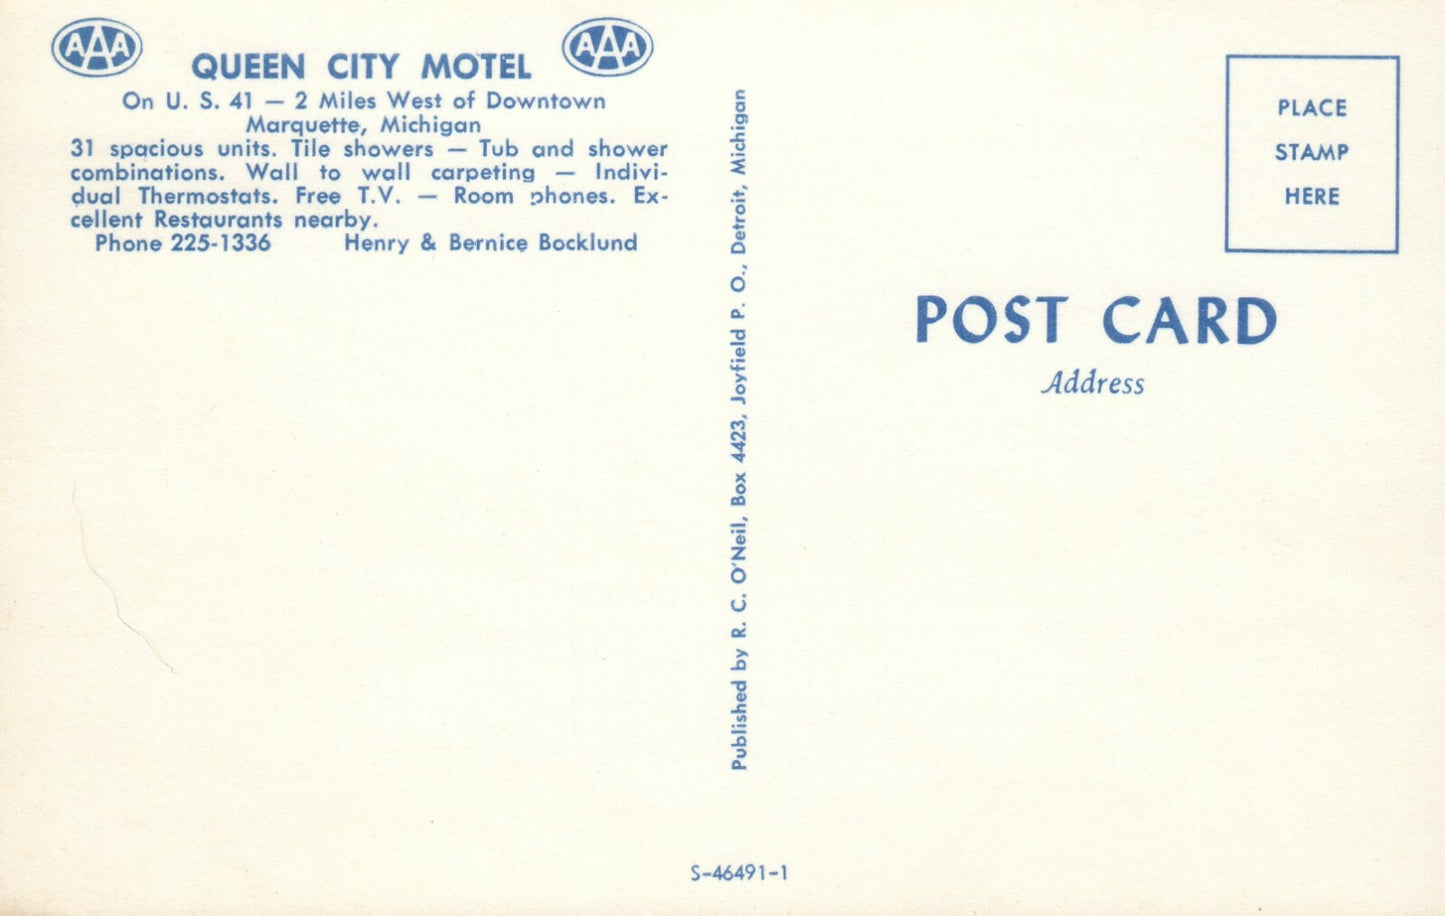 AAA
AAA
QUEEN CITY MOTEL
On U. S. 41 — 2 Miles West of Downtown
Marquette, Michigan
31 spacious units. Tile showers — Tub and shower
combinations. Wall to wall carpeting — Indivi-
dual Thermostats. Free T.V. — Room phones. Ex-
cellent Restaurants nearby.
Phone 225-1336 Henry & Bernice Bocklund
Published by R. C. O'Neil, Box 4423, Joyfield P. O., Detroit, Michigan
PLACE
STAMP
HERE
POST CARD
Address
S-46491-1